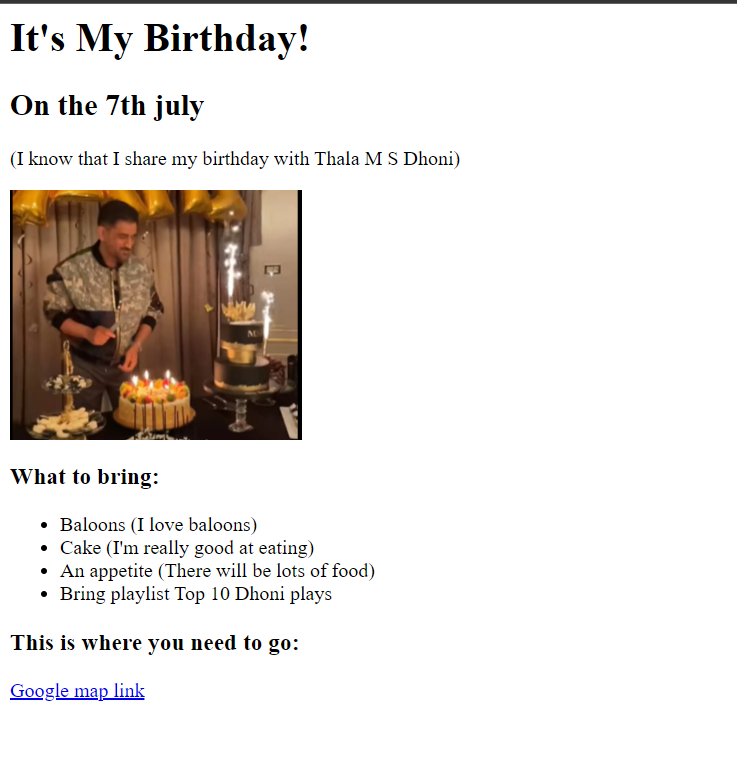 It's My Birthday!
On the 7th july
(I know that I share my birthday with Thala M S Dhoni)
What to bring:
Baloons (I love baloons)
Cake (I'm really good at eating)
An appetite (There will be lots of food)
Bring playlist Top 10 Dhoni plays
This is where you need to go:
Google map link